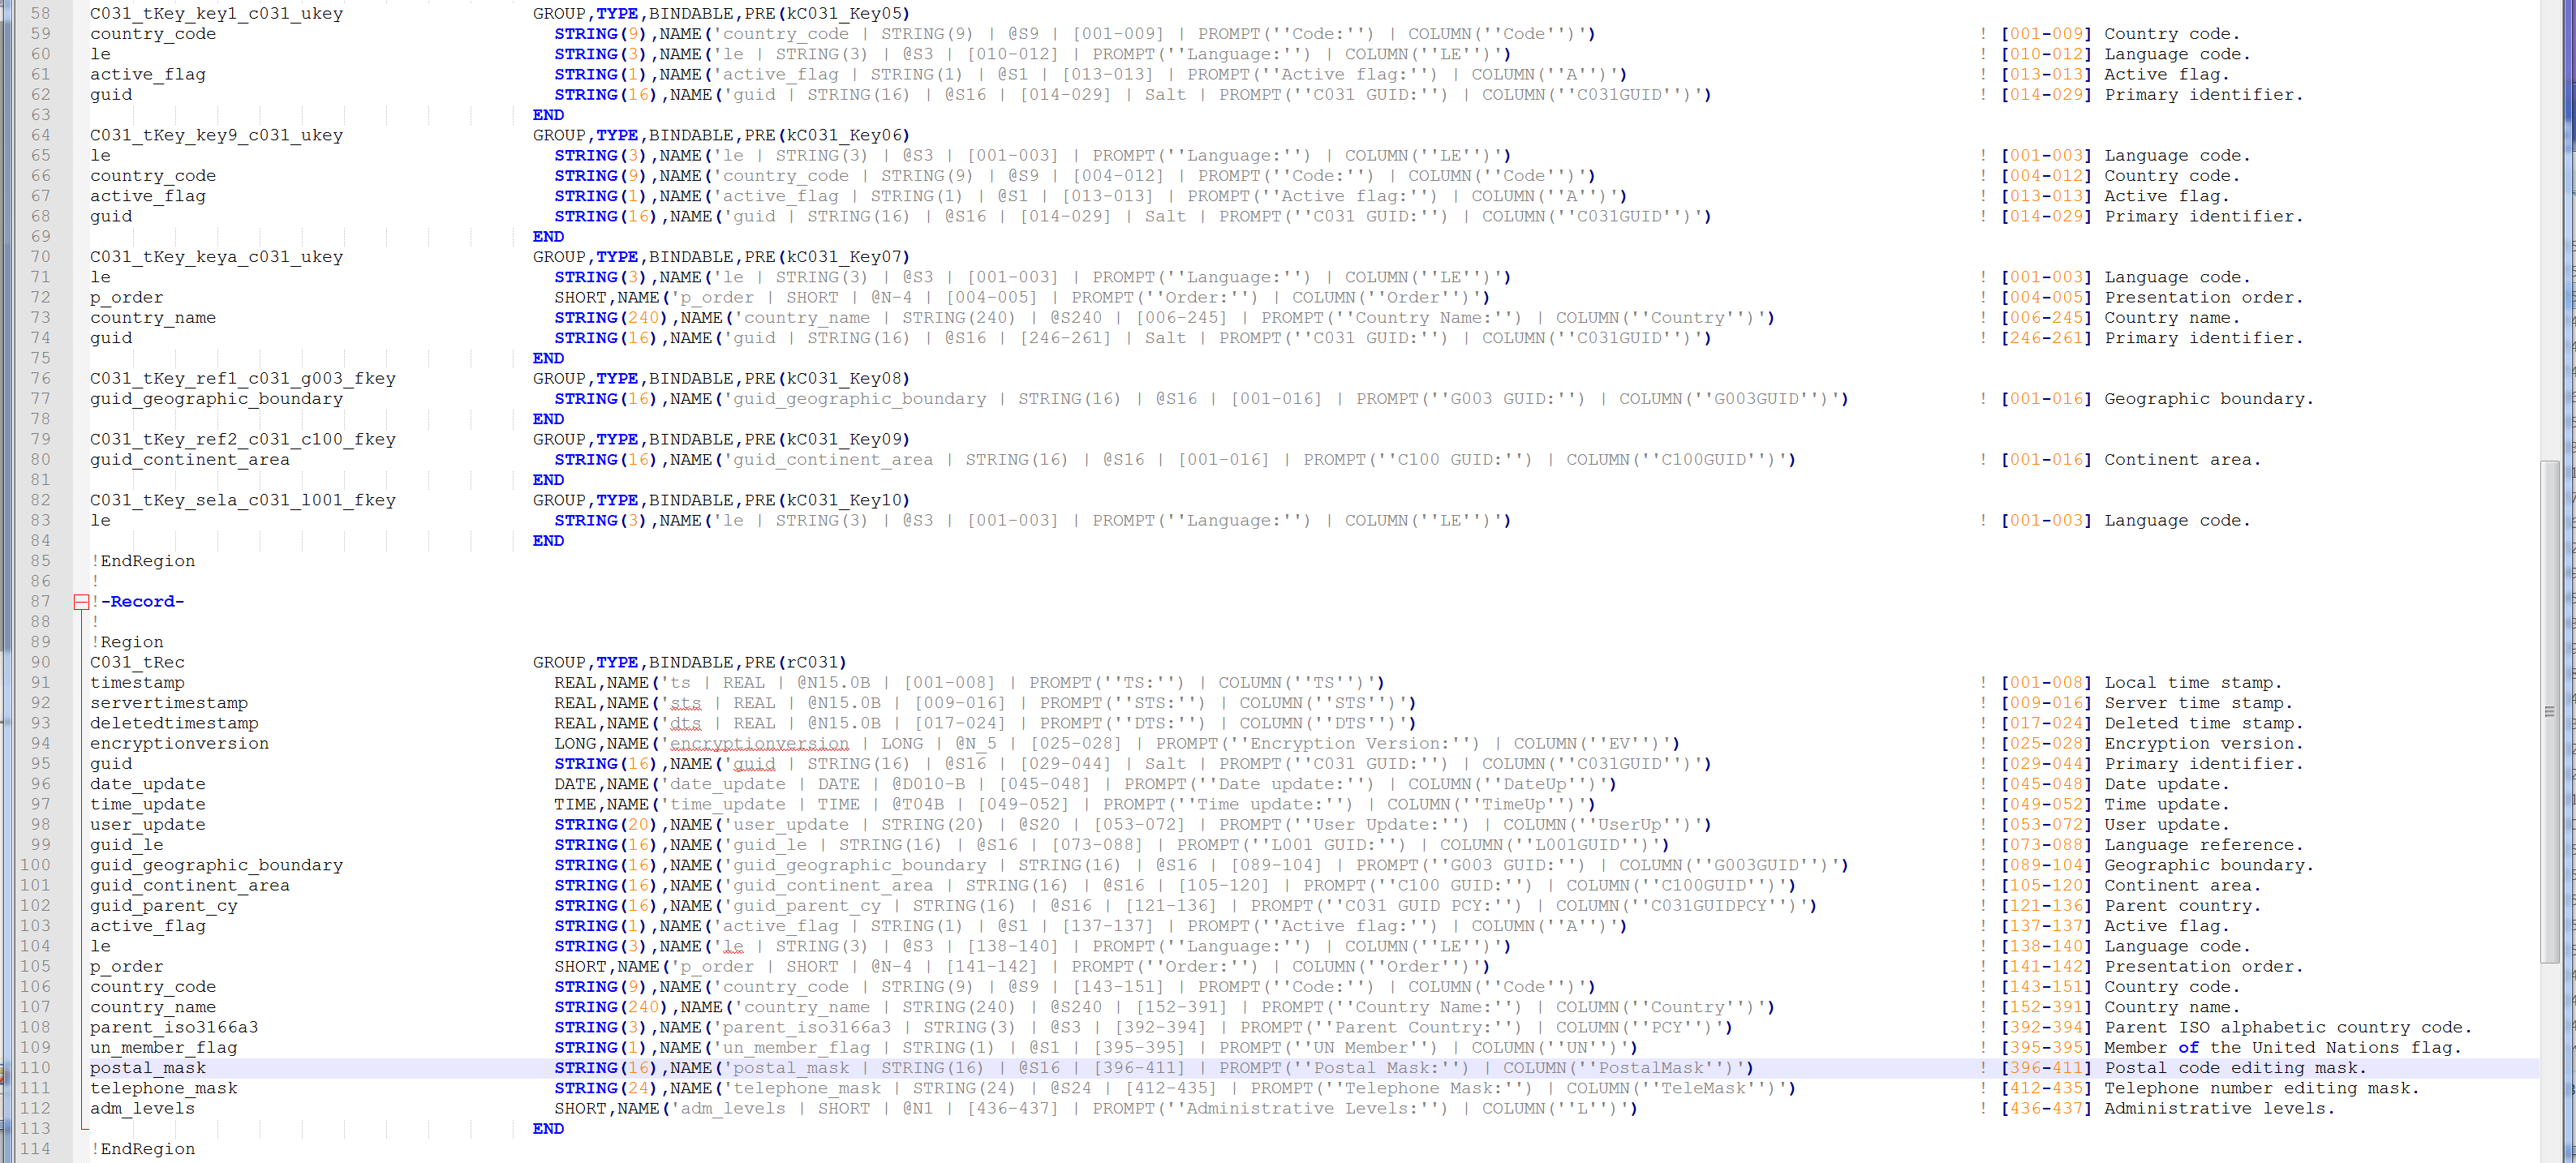 58 C031_tKey_key1_c031_ukey GROUP,TYPE,BINDABLE,PRE(kC031_Key05)
59 country_code STRING(9),NAME('country_code | STRING(9) | @S9 | [001-009] | PROMPT(''Code:'') | COLUMN(''Code'')') ! [001-009] Country code.
60 le STRING(3),NAME('le | STRING(3) | @S3 | [010-012] | PROMPT(''Language:'') | COLUMN(''LE'')') ! [010-012] Language code.
61 active_flag STRING(1),NAME('active_flag | STRING(1) | @S1 | [013-013] | PROMPT(''Active flag:'') | COLUMN(''A'')') ! [013-013] Active flag.
62 guid STRING(16),NAME('guid | STRING(16) | @S16 | [014-029] | Salt | PROMPT(''C031 GUID:'') | COLUMN(''C031GUID'')') ! [014-029] Primary identifier.
63 END
64 C031_tKey_key9_c031_ukey GROUP,TYPE,BINDABLE,PRE(kC031_Key06)
65 le STRING(3),NAME('le | STRING(3) | @S3 | [001-003] | PROMPT(''Language:'') | COLUMN(''LE'')') ! [001-003] Language code.
66 country_code STRING(9),NAME('country_code | STRING(9) | @S9 | [004-012] | PROMPT(''Code:'') | COLUMN(''Code'')') ! [004-012] Country code.
67 active_flag STRING(1),NAME('active_flag | STRING(1) | @S1 | [013-013] | PROMPT(''Active flag:'') | COLUMN(''A'')') ! [013-013] Active flag.
68 guid STRING(16),NAME('guid | STRING(16) | @S16 | [014-029] | Salt | PROMPT(''C031 GUID:'') | COLUMN(''C031GUID'')') ! [014-029] Primary identifier.
69 END
70 C031_tKey_keya_c031_ukey GROUP,TYPE,BINDABLE,PRE(kC031_Key07)
71 le STRING(3),NAME('le | STRING(3) | @S3 | [001-003] | PROMPT(''Language:'') | COLUMN(''LE'')') ! [001-003] Language code.
72 p_order SHORT,NAME('p_order | SHORT | @N-4 | [004-005] | PROMPT(''Order:'') | COLUMN(''Order'')') ! [004-005] Presentation order.
73 country_name STRING(240),NAME('country_name | STRING(240) | @S240 | [006-245] | PROMPT(''Country Name:'') | COLUMN(''Country'')') ! [006-245] Country name.
74 guid STRING(16),NAME('guid | STRING(16) | @S16 | [246-261] | Salt | PROMPT(''C031 GUID:'') | COLUMN(''C031GUID'')') ! [246-261] Primary identifier.
75 END
76 C031_tKey_ref1_c031_g003_fkey GROUP,TYPE,BINDABLE,PRE(kC031_Key08)
77 guid_geographic_boundary STRING(16),NAME('guid_geographic_boundary | STRING(16) | @S16 | [001-016] | PROMPT(''G003 GUID:'') | COLUMN(''G003GUID'')') ! [001-016] Geographic boundary.
78 END
79 C031_tKey_ref2_c031_c100_fkey GROUP,TYPE,BINDABLE,PRE(kC031_Key09)
80 guid_continent_area STRING(16),NAME('guid_continent_area | STRING(16) | @S16 | [001-016] | PROMPT(''C100 GUID:'') | COLUMN(''C100GUID'')') ! [001-016] Continent area.
81 END
82 C031_tKey_sela_c031_l001_fkey GROUP,TYPE,BINDABLE,PRE(kC031_Key10)
83 le STRING(3),NAME('le | STRING(3) | @S3 | [001-003] | PROMPT(''Language:'') | COLUMN(''LE'')') ! [001-003] Language code.
84 END
85 !EndRegion
86 !
87 !-Record-
88 !
89 !Region
90 C031_tRec GROUP,TYPE,BINDABLE,PRE(rC031)
91 timestamp REAL,NAME('ts | REAL | @N15.0B | [001-008] | PROMPT(''TS:'') | COLUMN(''TS'')') ! [001-008] Local time stamp.
92 servertimestamp REAL,NAME('sts | REAL | @N15.0B | [009-016] | PROMPT(''STS:'') | COLUMN(''STS'')') ! [009-016] Server time stamp.
93 deletedtimestamp REAL,NAME('dts | REAL | @N15.0B | [017-024] | PROMPT(''DTS:'') | COLUMN(''DTS'')') ! [017-024] Deleted time stamp.
94 encryptionversion LONG,NAME('encryptionversion | LONG | @N_5 | [025-028] | PROMPT(''Encryption Version:'') | COLUMN(''EV'')') ! [025-028] Encryption version.
95 guid STRING(16),NAME('guid | STRING(16) | @S16 | [029-044] | Salt | PROMPT(''C031 GUID:'') | COLUMN(''C031GUID'')') ! [029-044] Primary identifier.
96 date_update DATE,NAME('date_update | DATE | @D010-B | [045-048] | PROMPT(''Date update:'') | COLUMN(''DateUp'')') ! [045-048] Date update.
97 time_update TIME,NAME('time_update | TIME | @T04B | [049-052] | PROMPT(''Time update:'') | COLUMN(''TimeUp'')') ! [049-052] Time update.
98 user_update STRING(20),NAME('user_update | STRING(20) | @S20 | [053-072] | PROMPT(''User Update:'') | COLUMN(''UserUp'')') ! [053-072] User update.
99 guid_le STRING(16),NAME('guid_le | STRING(16) | @S16 | [073-088] | PROMPT(''L001 GUID:'') | COLUMN(''L001GUID'')') ! [073-088] Language reference.
100 guid_geographic_boundary STRING(16),NAME('guid_geographic_boundary | STRING(16) | @S16 | [089-104] | PROMPT(''G003 GUID:'') | COLUMN(''G003GUID'')') ! [089-104] Geographic boundary.
101 guid_continent_area STRING(16),NAME('guid_continent_area | STRING(16) | @S16 | [105-120] | PROMPT(''C100 GUID:'') | COLUMN(''C100GUID'')') ! [105-120] Continent area.
102 guid_parent_cy STRING(16),NAME('guid_parent_cy | STRING(16) | @S16 | [121-136] | PROMPT(''C031 GUID PCY:'') | COLUMN(''C031GUIDPCY'')') ! [121-136] Parent country.
103 active_flag STRING(1),NAME('active_flag | STRING(1) | @S1 | [137-137] | PROMPT(''Active flag:'') | COLUMN(''A'')') ! [137-137] Active flag.
104 le STRING(3),NAME('le | STRING(3) | @S3 | [138-140] | PROMPT(''Language:'') | COLUMN(''LE'')') ! [138-140] Language code.
105 p_order SHORT,NAME('p_order | SHORT | @N-4 | [141-142] | PROMPT(''Order:'') | COLUMN(''Order'')') ! [141-142] Presentation order.
106 country_code STRING(9),NAME('country_code | STRING(9) | @S9 | [143-151] | PROMPT(''Code:'') | COLUMN(''Code'')') ! [143-151] Country code.
107 country_name STRING(240),NAME('country_name | STRING(240) | @S240 | [152-391] | PROMPT(''Country Name:'') | COLUMN(''Country'')') ! [152-391] Country name.
108 parent_iso3166a3 STRING(3),NAME('parent_iso3166a3 | STRING(3) | @S3 | [392-394] | PROMPT(''Parent Country:'') | COLUMN(''PCY'')') ! [392-394] Parent ISO alphabetic country code.
109 un_member_flag STRING(1),NAME('un_member_flag | STRING(1) | @S1 | [395-395] | PROMPT(''UN Member'') | COLUMN(''UN'')') ! [395-395] Member of the United Nations flag.
110 postal_mask STRING(16),NAME('postal_mask | STRING(16) | @S16 | [396-411] | PROMPT(''Postal Mask:'') | COLUMN(''PostalMask'')') ! [396-411] Postal code editing mask.
111 telephone_mask STRING(24),NAME('telephone_mask | STRING(24) | @S24 | [412-435] | PROMPT(''Telephone Mask:'') | COLUMN(''TeleMask'')') ! [412-435] Telephone number editing mask.
112 adm_levels SHORT,NAME('adm_levels | SHORT | @N1 | [436-437] | PROMPT(''Administrative Levels:'') | COLUMN(''L'')') ! [436-437] Administrative levels.
113 END
114 !EndRegion